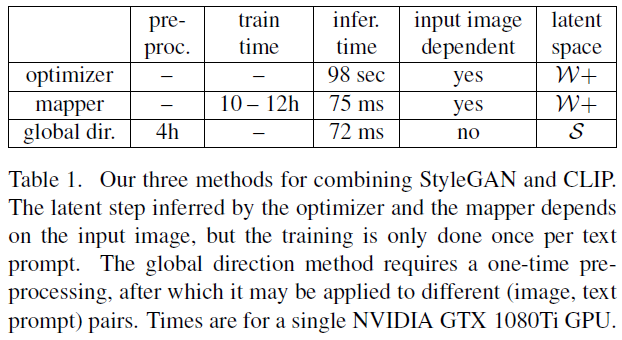 pre- train infer. input image latent
proc. time time dependent space
optimizer – – 98 sec yes W+
mapper – 10 – 12h 75 ms yes W+
global dir. 4h – 72 ms no S
Table 1. Our three methods for combining StyleGAN and CLIP.
The latent step inferred by the optimizer and the mapper depends
on the input image, but the training is only done once per text
prompt. The global direction method requires a one-time pre-
processing, after which it may be applied to different (image, text
prompt) pairs. Times are for a single NVIDIA GTX 1080Ti GPU.